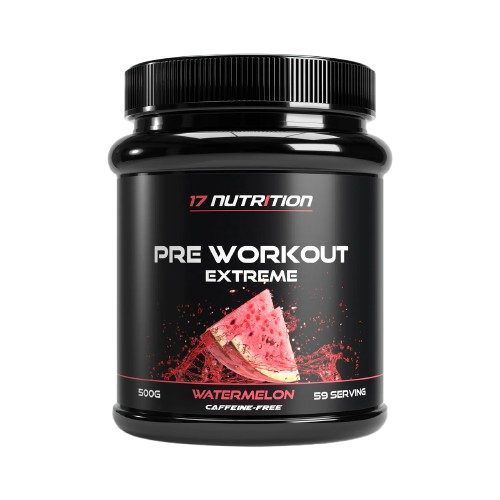 17 NUTRITION
PRE WORKOUT
EXTREME
500G
WATERMELON
59 SERVING
CAFFEINE-FREE